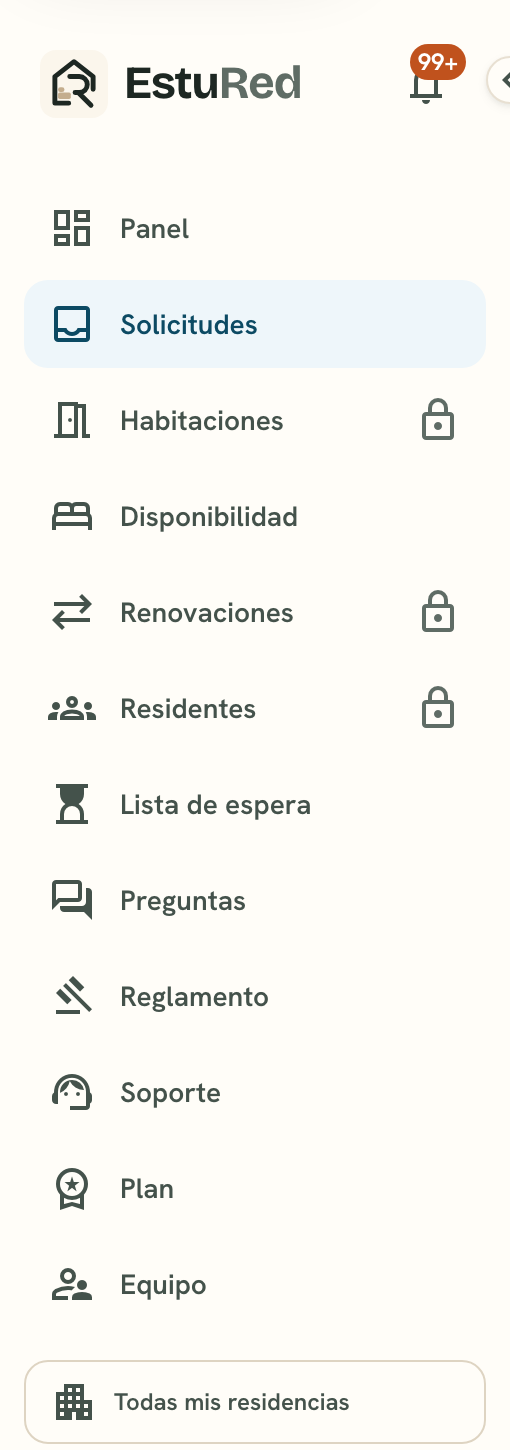 EstuRed
99+
Panel
Solicitudes
Habitaciones
Disponibilidad
Renovaciones
Residentes
Lista de espera
Preguntas
Reglamento
Soporte
Plan
Equipo
Todas mis residencias